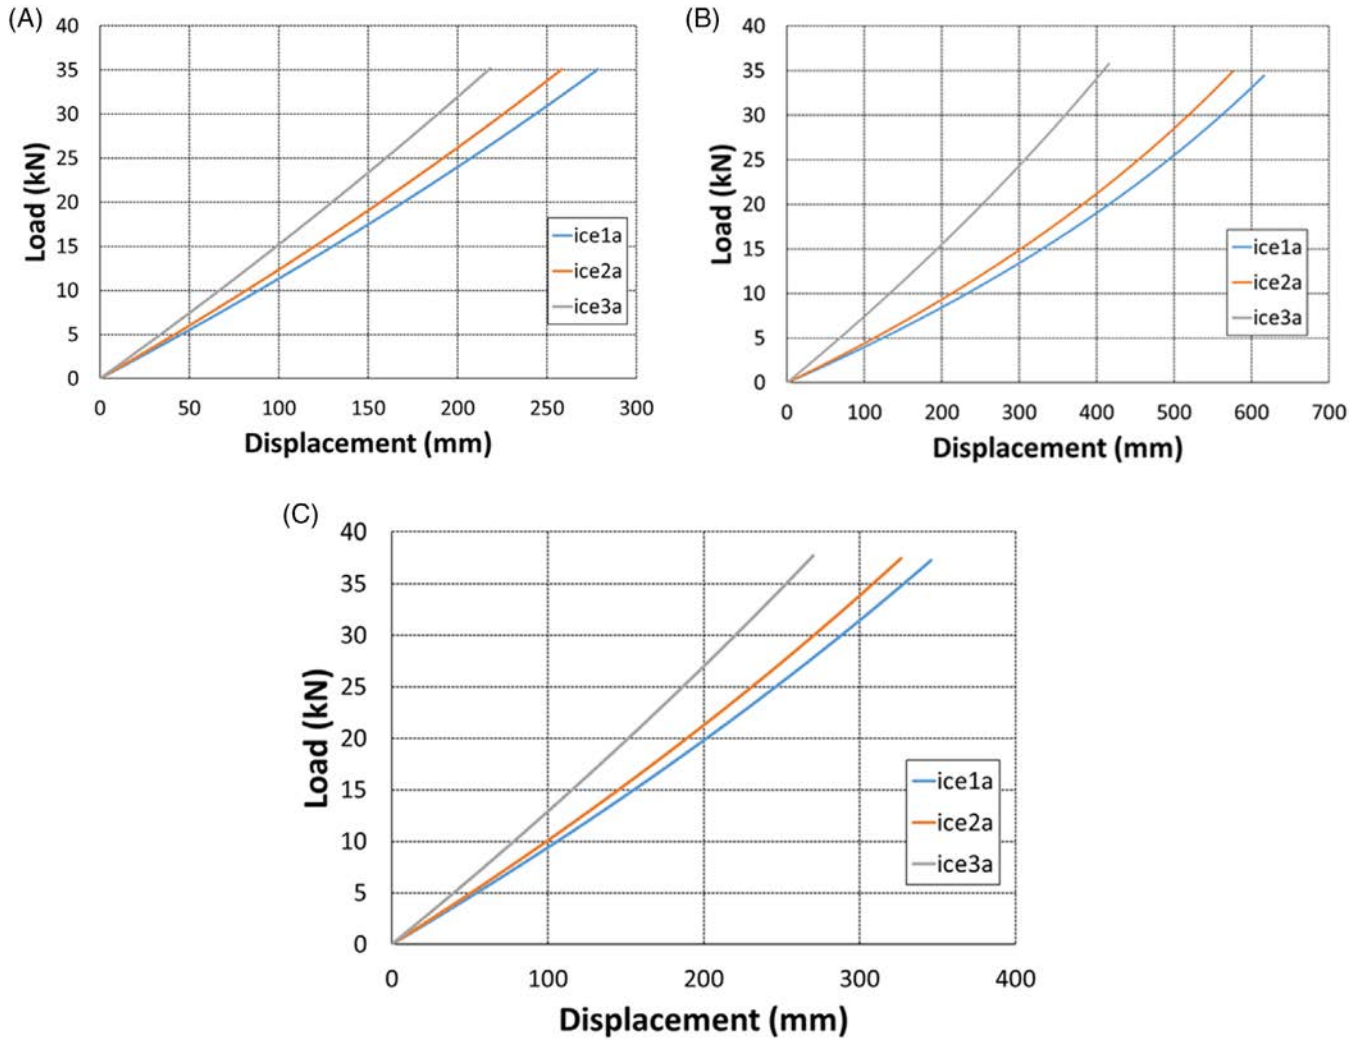 (A)
40
35
30
25
20
15
10
5
0
Load (kN)
0 50 100 150 200 250 300
Displacement (mm)
ice1a
ice2a
ice3a
(B)
40
35
30
25
20
15
10
5
0
Load (kN)
0 100 200 300 400 500 600 700
Displacement (mm)
ice1a
ice2a
ice3a
(C)
40
35
30
25
20
15
10
5
0
Load (kN)
0 100 200 300 400
Displacement (mm)
ice1a
ice2a
ice3a